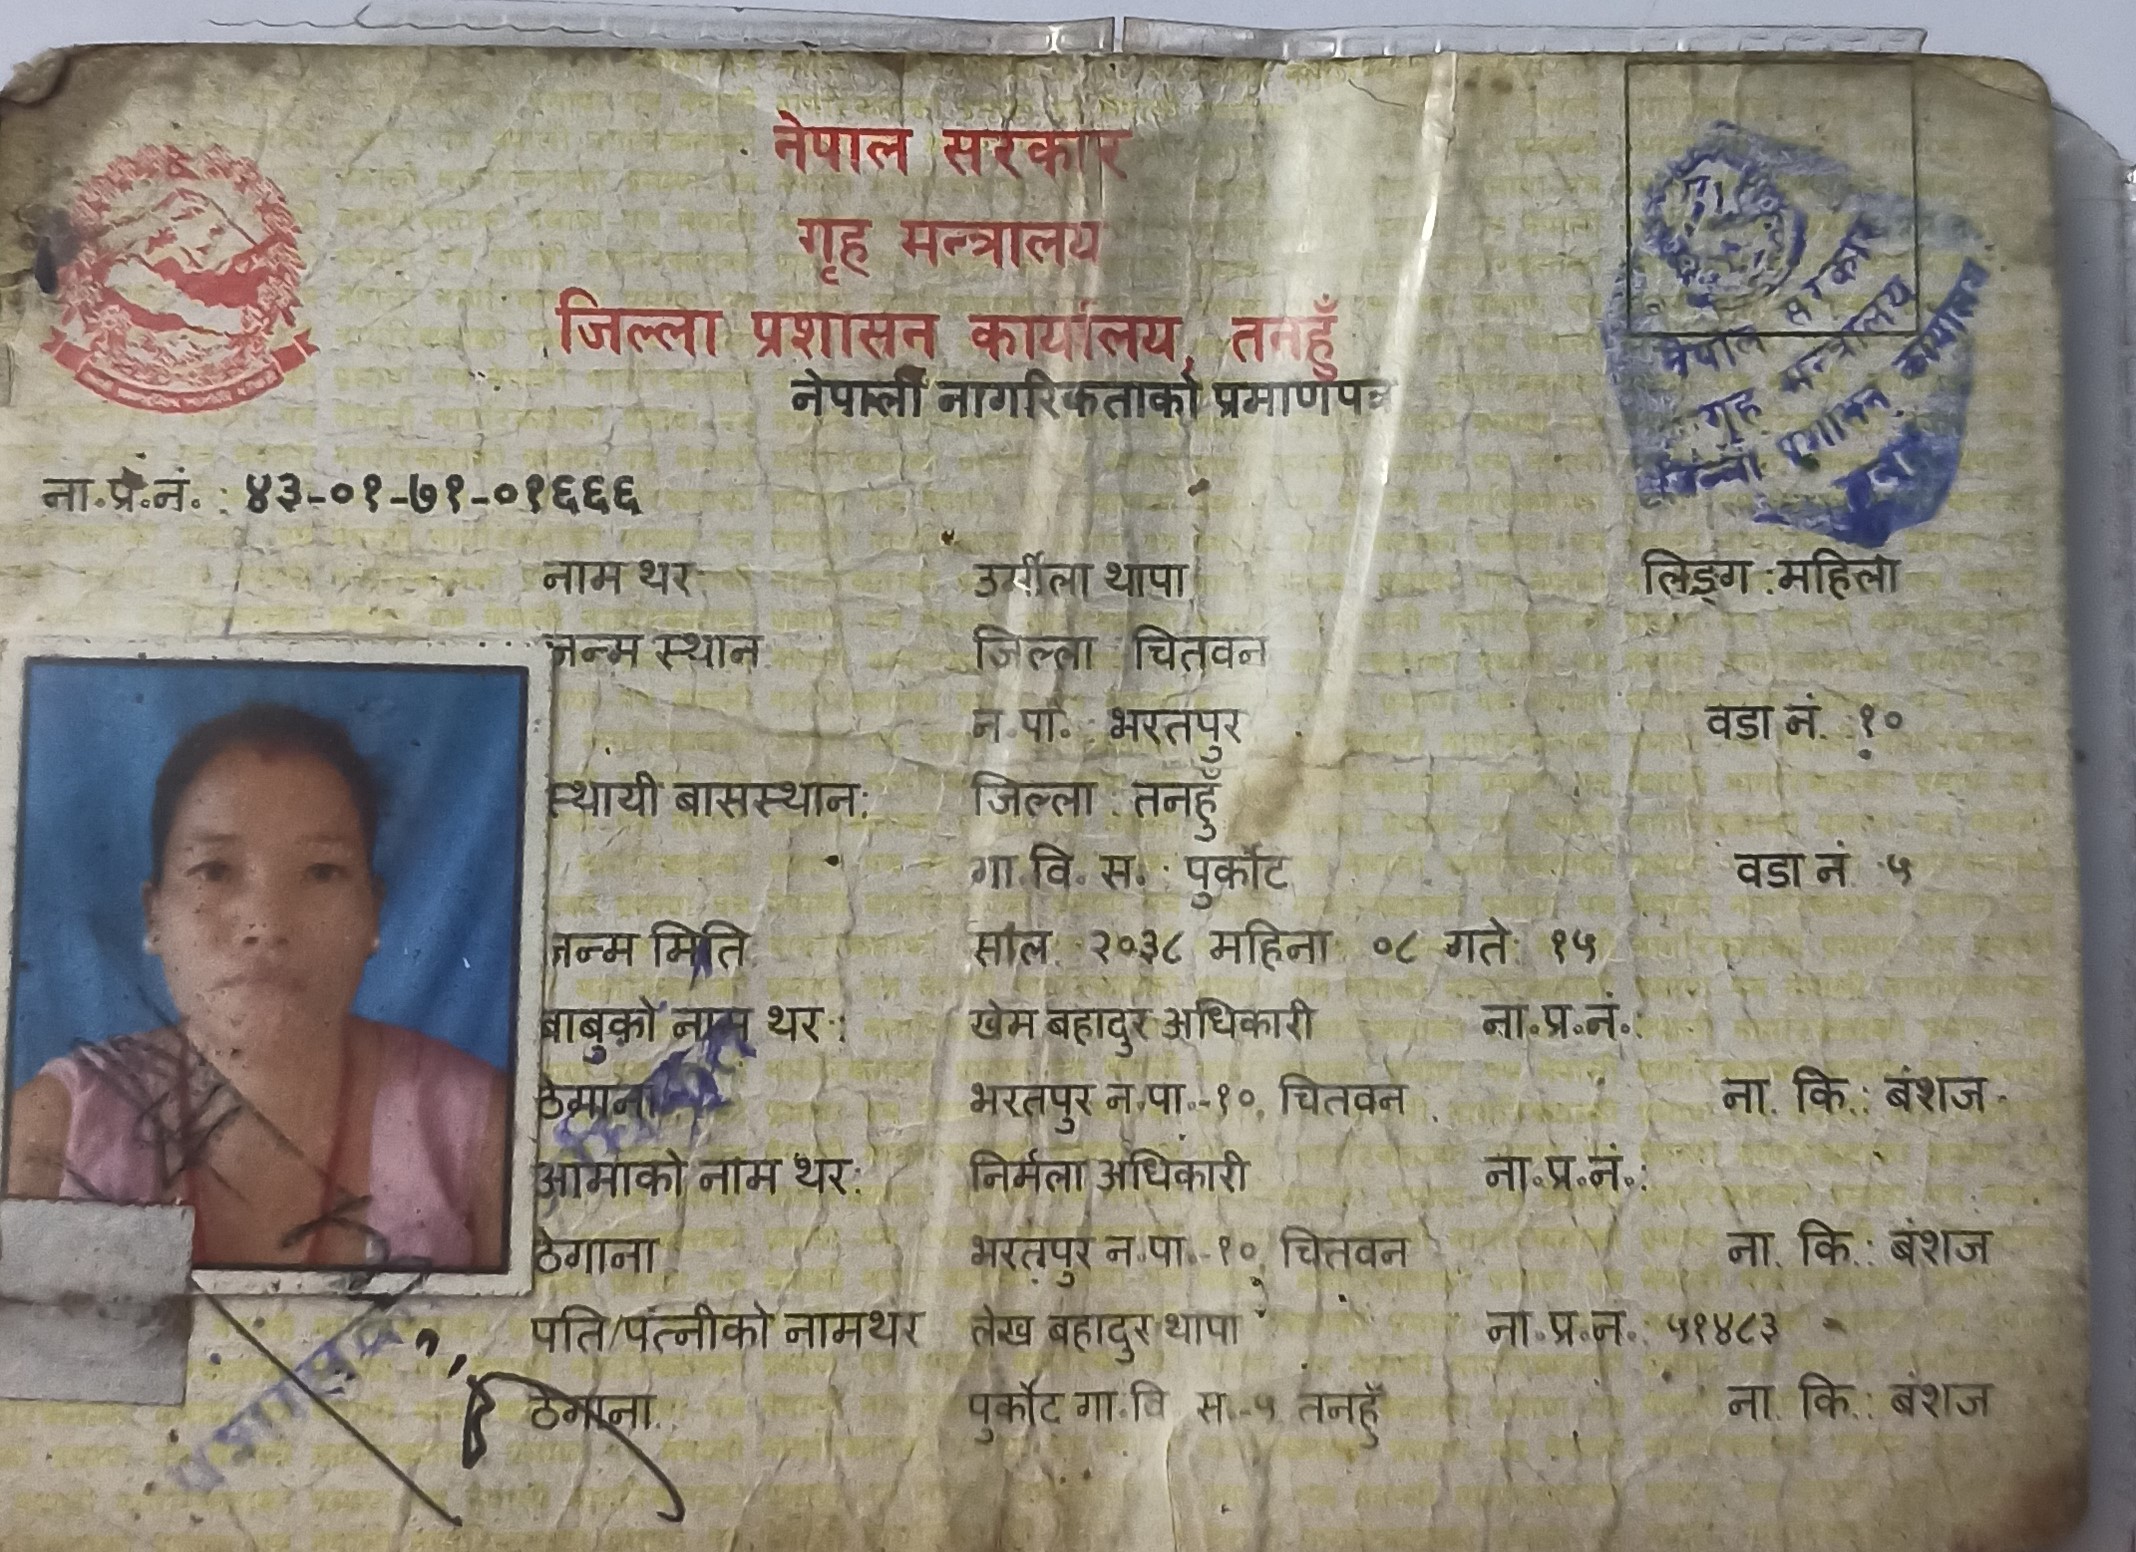 नेपाल सरकार
गृह मन्त्रालय
जिल्ला प्रशासन कार्यालय, तनहुँ
नेपाली नागरिकताको प्रमाणपत्र
नेपाल सरकार
गृह मन्त्रालय
जिल्ला प्रशासन कार्यालय
ना.प्र.नं. : ४३-०१-७१-०१६६६
नाम थर: उर्मीला थापा लिङ्ग : महिला
जन्म स्थान जिल्ला चितवन
न.पा. : भरतपुर वडा नं. १०
स्थायी बासस्थान: जिल्ला : तनहुँ
गा.वि. स. : पुर्कोट वडा नं ५
जन्म मिति साल २०३८ महिना ०८ गते: १५
बाबुको नाम थर : खेम बहादुर अधिकारी ना.प्र.नं.:
ठेगाना भरतपुर न.पा.-१०, चितवन ना. कि.: बंशज
आमाको नाम थर: निर्मला अधिकारी ना.प्र.नं.:
ठेगाना भरतपुर न.पा.-१०, चितवन ना. कि.: बंशज
पति/पत्नीको नामथर लेख बहादुर थापा ना.प्र.न.: ५१४८३
ठेगाना पुर्कोट गा.वि स.-५ तनहुँ ना. कि.: बंशज